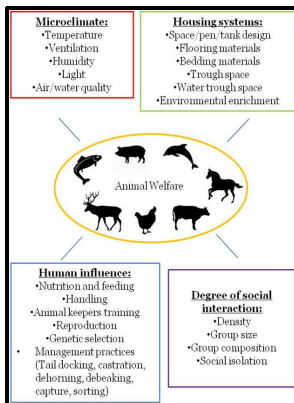 Microclimate:
•Temperature
•Ventilation
•Humidity
•Light
•Air/water quality
Housing systems:
•Space/pen/tank design
•Flooring materials
•Bedding materials
•Trough space
•Water trough space
•Environmental enrichment
Animal Welfare
Human influence:
•Nutrition and feeding
•Handling
•Animal keepers training
•Reproduction
•Genetic selection
• Management practices
(Tail docking, castration,
dehorning, debeaking,
capture, sorting)
Degree of social
interaction:
•Density
•Group size
•Group composition
•Social isolation